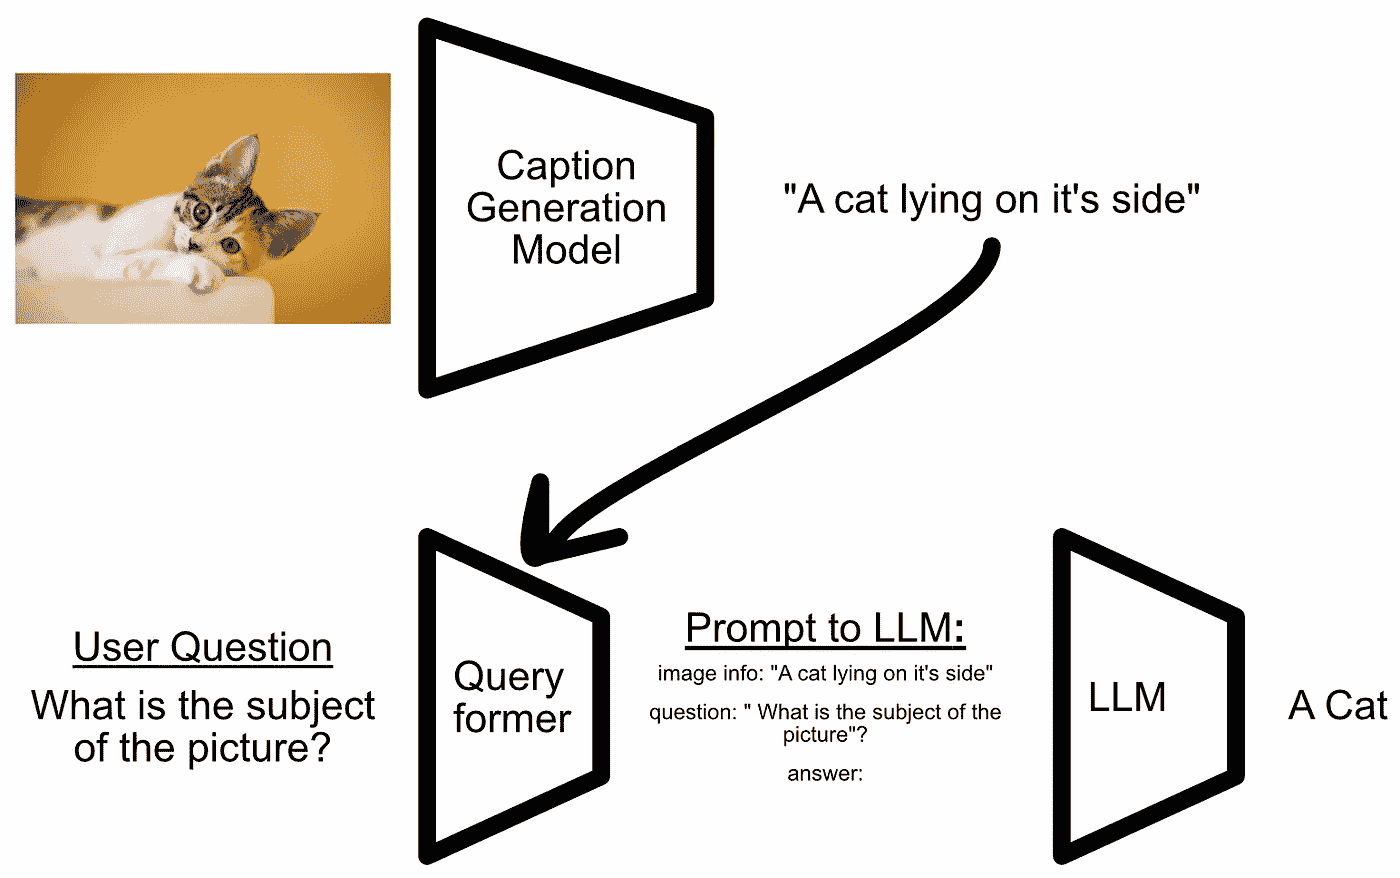 Caption
Generation
Model
"A cat lying on it's side"
User Question
What is the subject
of the picture?
Query
former
Prompt to LLM:
image info: "A cat lying on it's side"
question: " What is the subject of the
picture"?
answer:
LLM
A Cat